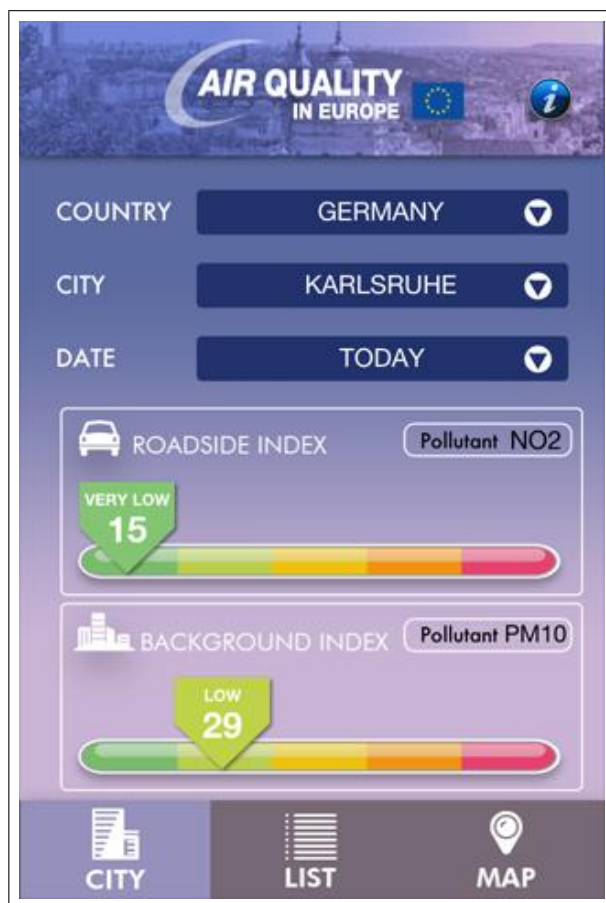 AIR QUALITY
IN EUROPE
i
COUNTRY GERMANY
CITY KARLSRUHE
DATE TODAY
ROADSIDE INDEX Pollutant NO2
VERY LOW
15
BACKGROUND INDEX Pollutant PM10
LOW
29
CITY LIST MAP